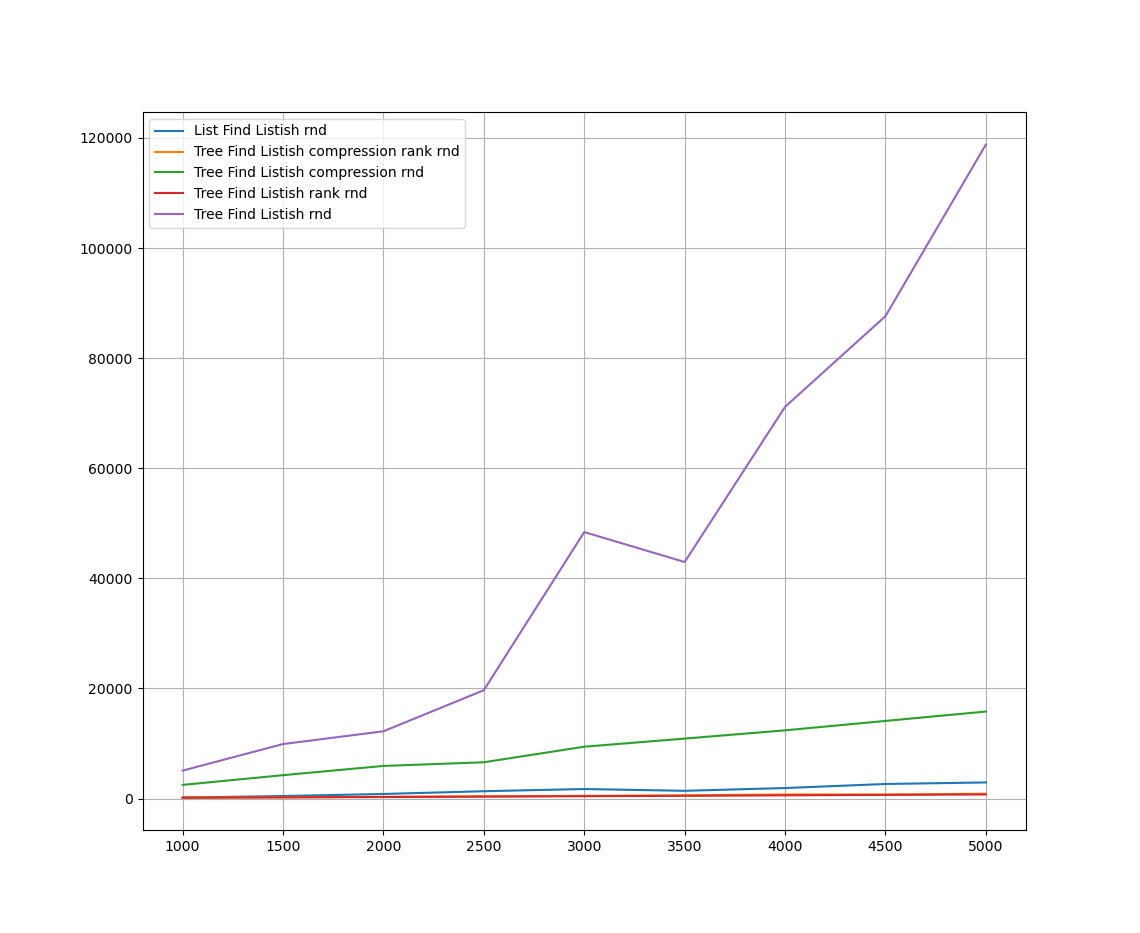 List Find Listish rnd
Tree Find Listish compression rank rnd
Tree Find Listish compression rnd
Tree Find Listish rank rnd
Tree Find Listish rnd
120000
100000
80000
60000
40000
20000
0
1000 1500 2000 2500 3000 3500 4000 4500 5000